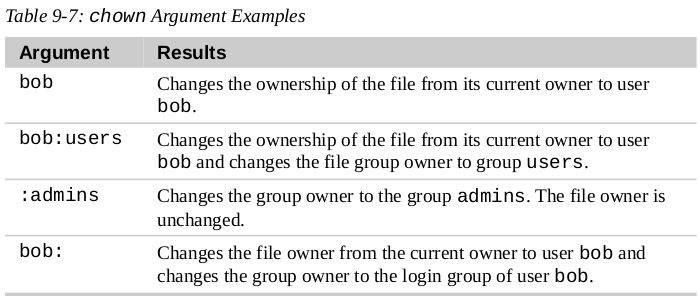 Table 9-7: chown Argument Examples
Argument Results
bob Changes the ownership of the file from its current owner to user
bob.
bob:users Changes the ownership of the file from its current owner to user
bob and changes the file group owner to group users.
:admins Changes the group owner to the group admins. The file owner is
unchanged.
bob: Changes the file owner from the current owner to user bob and
changes the group owner to the login group of user bob.